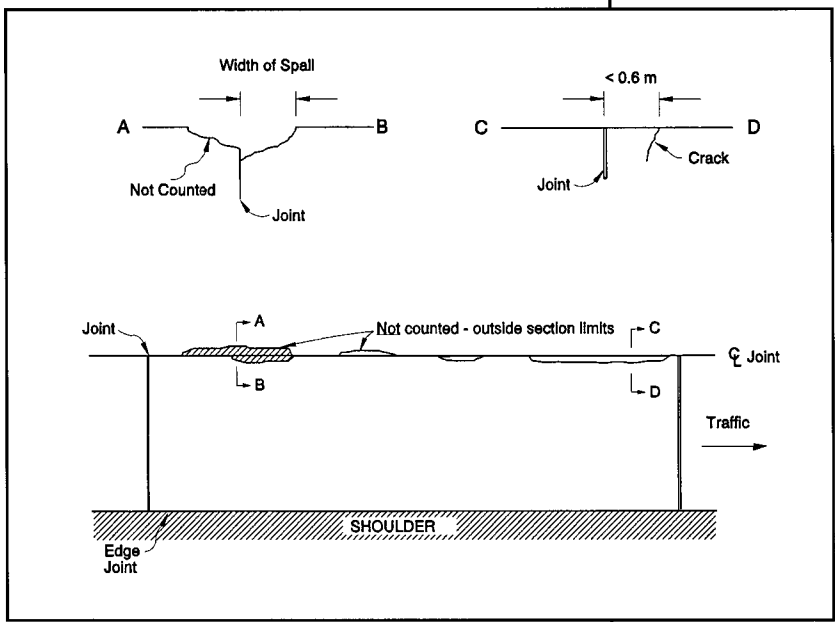 Width of Spall
< 0.6 m
A
B
C
D
Not Counted
Joint
Joint
Crack
Joint
A
Not counted - outside section limits
C
℄ Joint
B
D
Traffic
SHOULDER
Edge
Joint